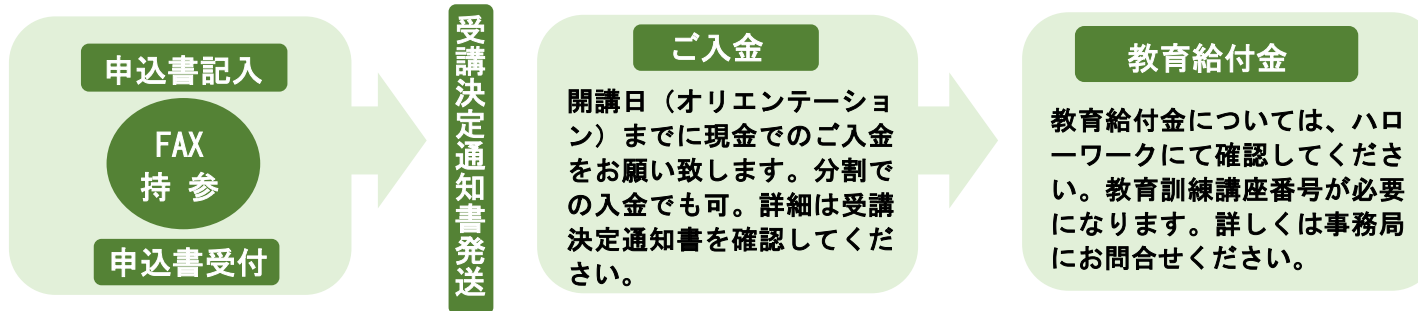 申込書記入
FAX
持 参
申込書受付
受講決定通知書発送
ご入金
開講日（オリエンテーショ
ン）までに現金でのご入金
をお願い致します。分割で
の入金でも可。詳細は受講
決定通知書を確認してくだ
さい。
教育給付金
教育給付金については、ハロ
ーワークにて確認してくださ
い。教育訓練講座番号が必要
になります。詳しくは事務局
にお問合せください。